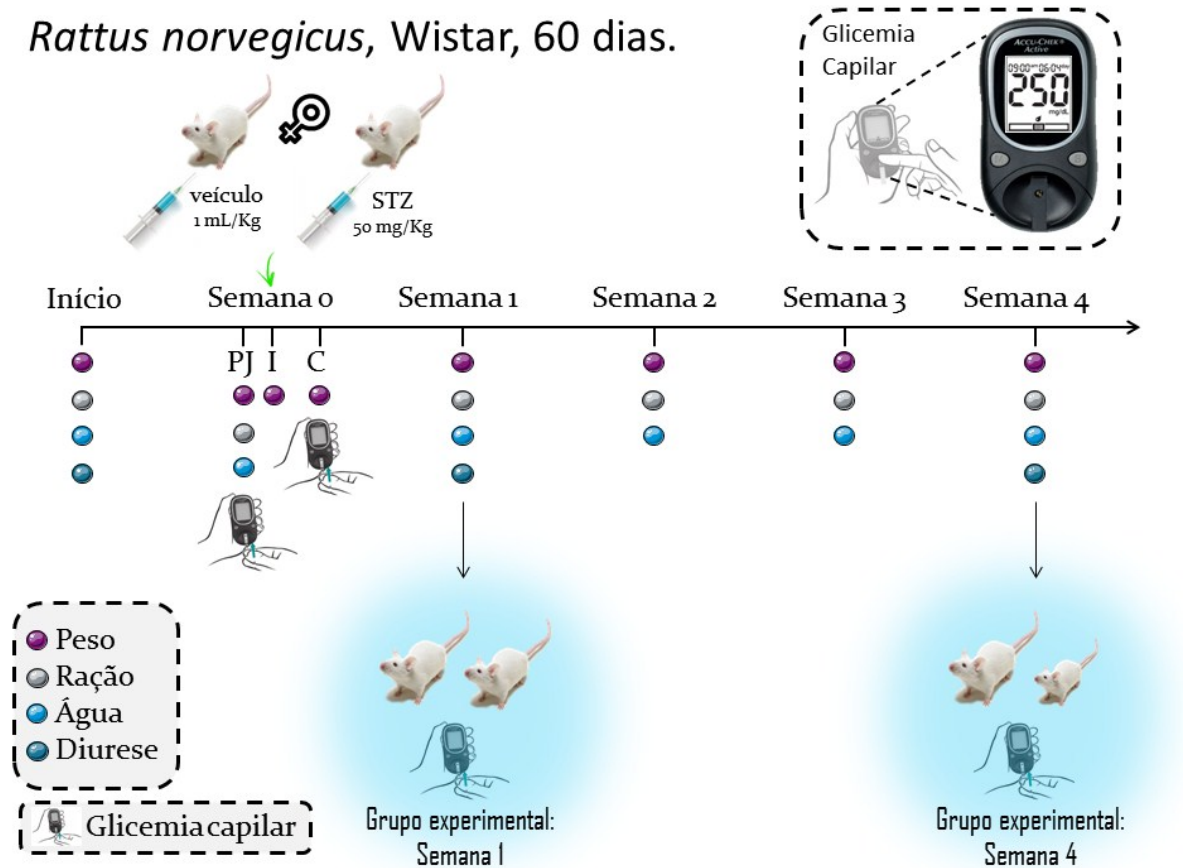 Rattus norvegicus, Wistar, 60 dias.
Glicemia
Capilar
ACCU-CHEK
Active
250
mg/dL
veículo
1 mL/Kg
STZ
50 mg/Kg
Início
Semana 0
Semana 1
Semana 2
Semana 3
Semana 4
PJ
I
C
Peso
Ração
Água
Diurese
Glicemia capilar
Grupo experimental:
Semana 1
Grupo experimental:
Semana 4